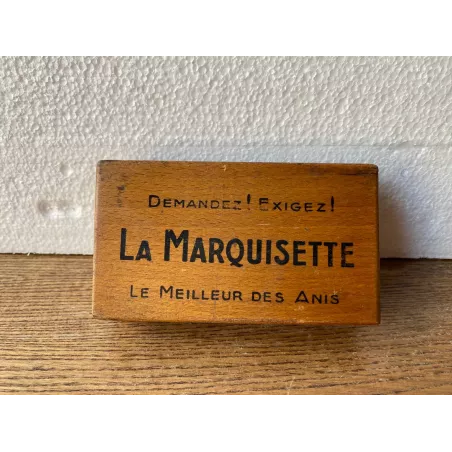 Demandez! Exigez!
La Marquisette
Le Meilleur des Anis